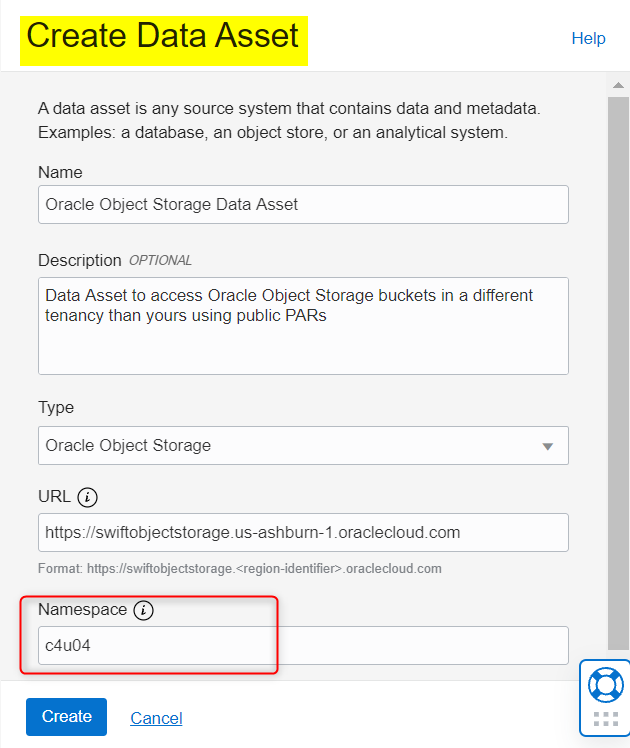 Create Data Asset
Help
A data asset is any source system that contains data and metadata.
Examples: a database, an object store, or an analytical system.
Name
Oracle Object Storage Data Asset
Description OPTIONAL
Data Asset to access Oracle Object Storage buckets in a different
tenancy than yours using public PARs
Type
Oracle Object Storage
URL i
https://swiftobjectstorage.us-ashburn-1.oraclecloud.com
Format: https://swiftobjectstorage.<region-identifier>.oraclecloud.com
Namespace i
c4u04
Create
Cancel